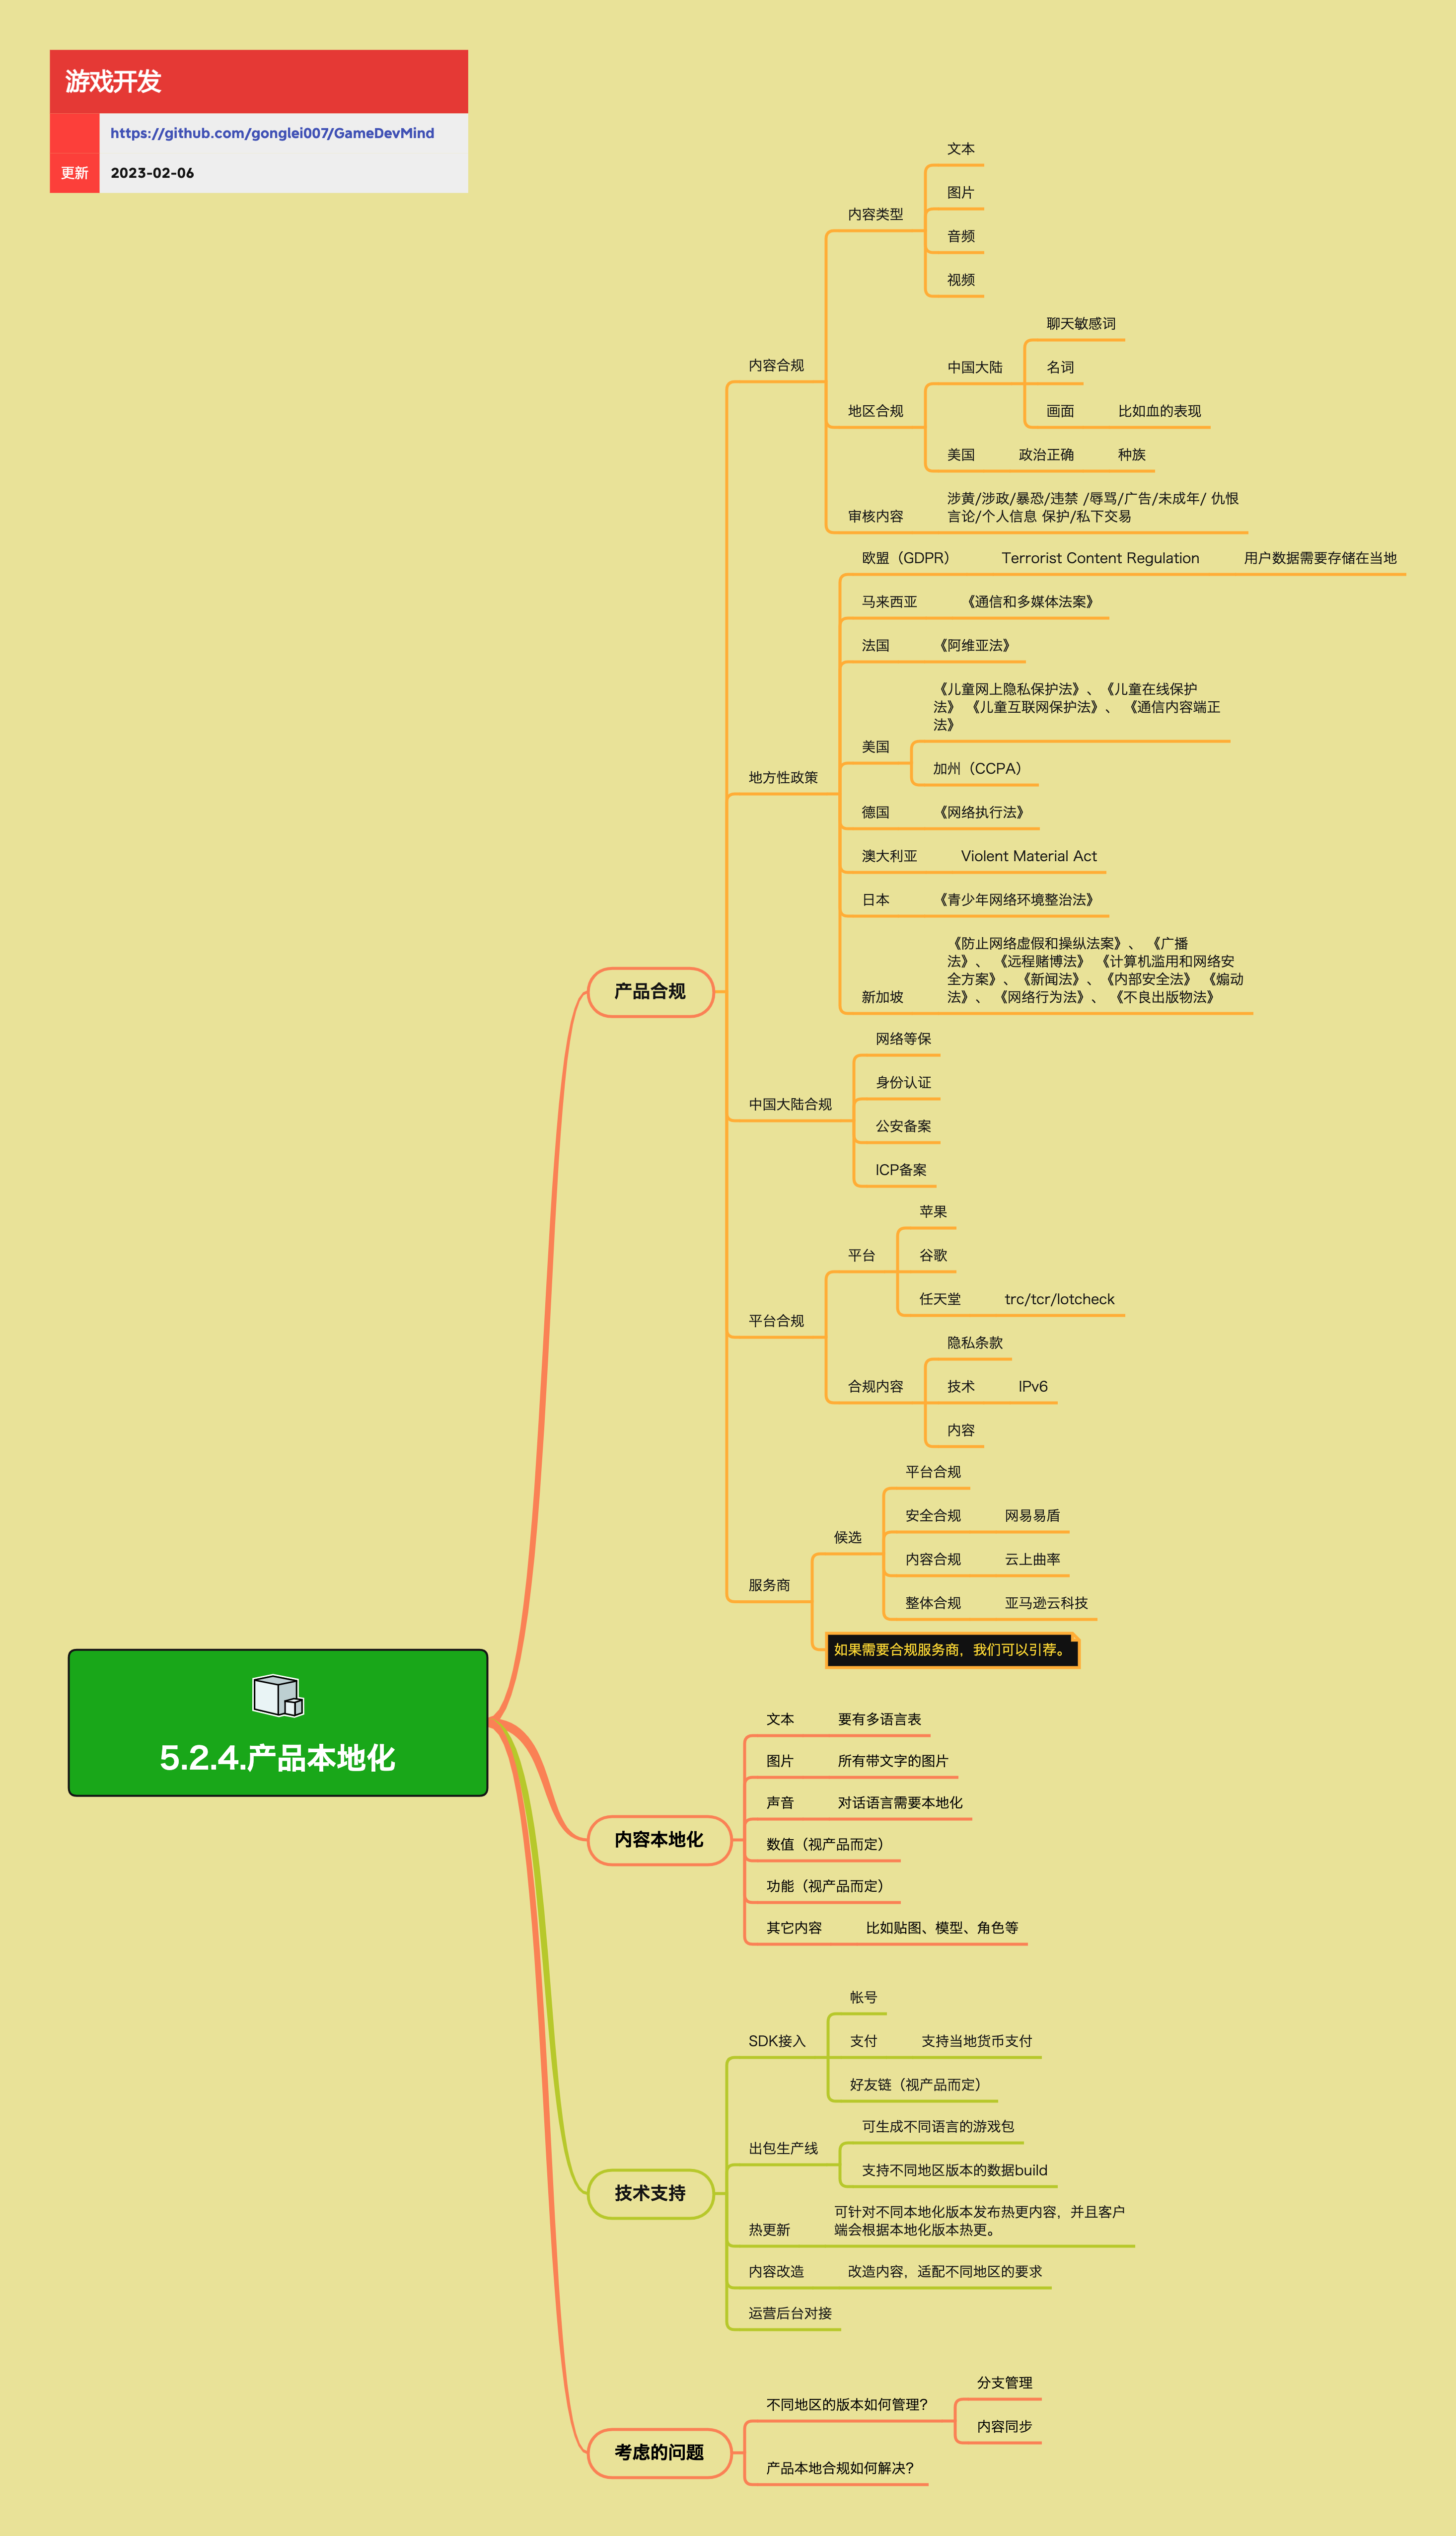 游戏开发
https://github.com/gonglei007/GameDevMind
更新 2023-02-06
5.2.4.产品本地化
产品合规
内容合规
内容类型
文本
图片
音频
视频
地区合规
中国大陆
聊天敏感词
名词
画面 比如血的表现
美国 政治正确 种族
审核内容
涉黄/涉政/暴恐/违禁 /辱骂/广告/未成年/ 仇恨
言论/个人信息 保护/私下交易
地方性政策
欧盟（GDPR） Terrorist Content Regulation 用户数据需要存储在当地
马来西亚 《通信和多媒体法案》
法国 《阿维亚法》
美国
《儿童网上隐私保护法》、《儿童在线保护
法》 《儿童互联网保护法》、 《通信内容端正
法》
加州（CCPA）
德国 《网络执行法》
澳大利亚 Violent Material Act
日本 《青少年网络环境整治法》
新加坡
《防止网络虚假和操纵法案》、 《广播
法》、 《远程赌博法》 《计算机滥用和网络安
全方案》、《新闻法》、《内部安全法》 《煽动
法》、 《网络行为法》、 《不良出版物法》
中国大陆合规
网络等保
身份认证
公安备案
ICP备案
平台合规
平台
苹果
谷歌
任天堂 trc/tcr/lotcheck
合规内容
隐私条款
技术 IPv6
内容
服务商
候选
平台合规
安全合规 网易易盾
内容合规 云上曲率
整体合规 亚马逊云科技
如果需要合规服务商，我们可以引荐。
内容本地化
文本 要有多语言表
图片 所有带文字的图片
声音 对话语言需要本地化
数值（视产品而定）
功能（视产品而定）
其它内容 比如贴图、模型、角色等
技术支持
SDK接入
帐号
支付 支持当地货币支付
好友链（视产品而定）
出包生产线
可生成不同语言的游戏包
支持不同地区版本的数据build
热更新
可针对不同本地化版本发布热更内容，并且客户
端会根据本地化版本热更。
内容改造 改造内容，适配不同地区的要求
运营后台对接
考虑的问题
不同地区的版本如何管理？
分支管理
内容同步
产品本地合规如何解决？